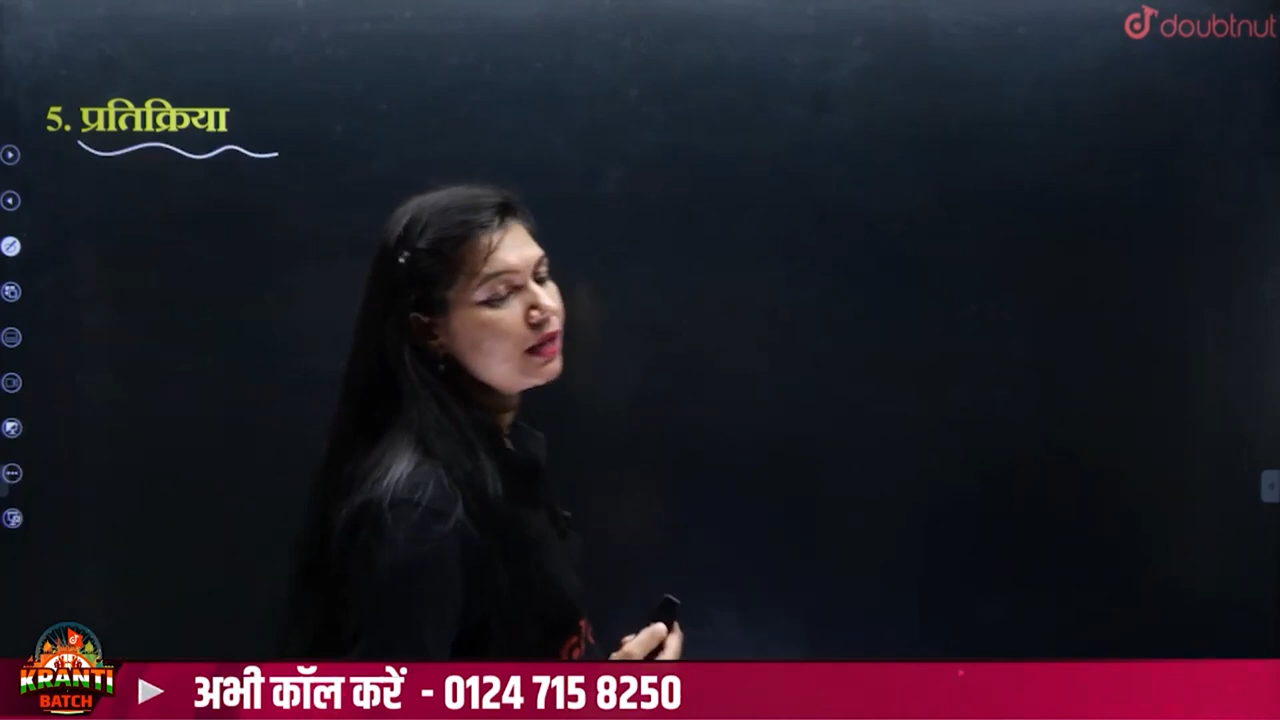 doubtnut
5. प्रतिक्रिया
KRANTI
BATCH
अभी कॉल करें - 0124 715 8250